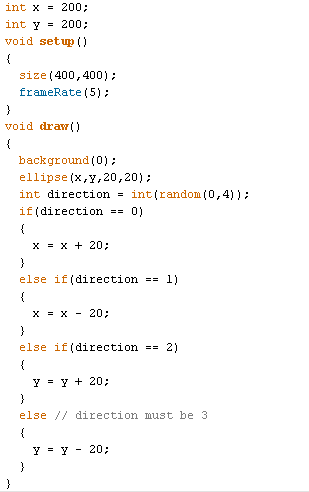 int x = 200;
int y = 200;
void setup()
{
  size(400,400);
  frameRate(5);
}
void draw()
{
  background(0);
  ellipse(x,y,20,20);
  int direction = int(random(0,4));
  if(direction == 0)
  {
    x = x + 20;
  }
  else if(direction == 1)
  {
    x = x - 20;
  }
  else if(direction == 2)
  {
    y = y + 20;
  }
  else // direction must be 3
  {
    y = y - 20;
  }
}